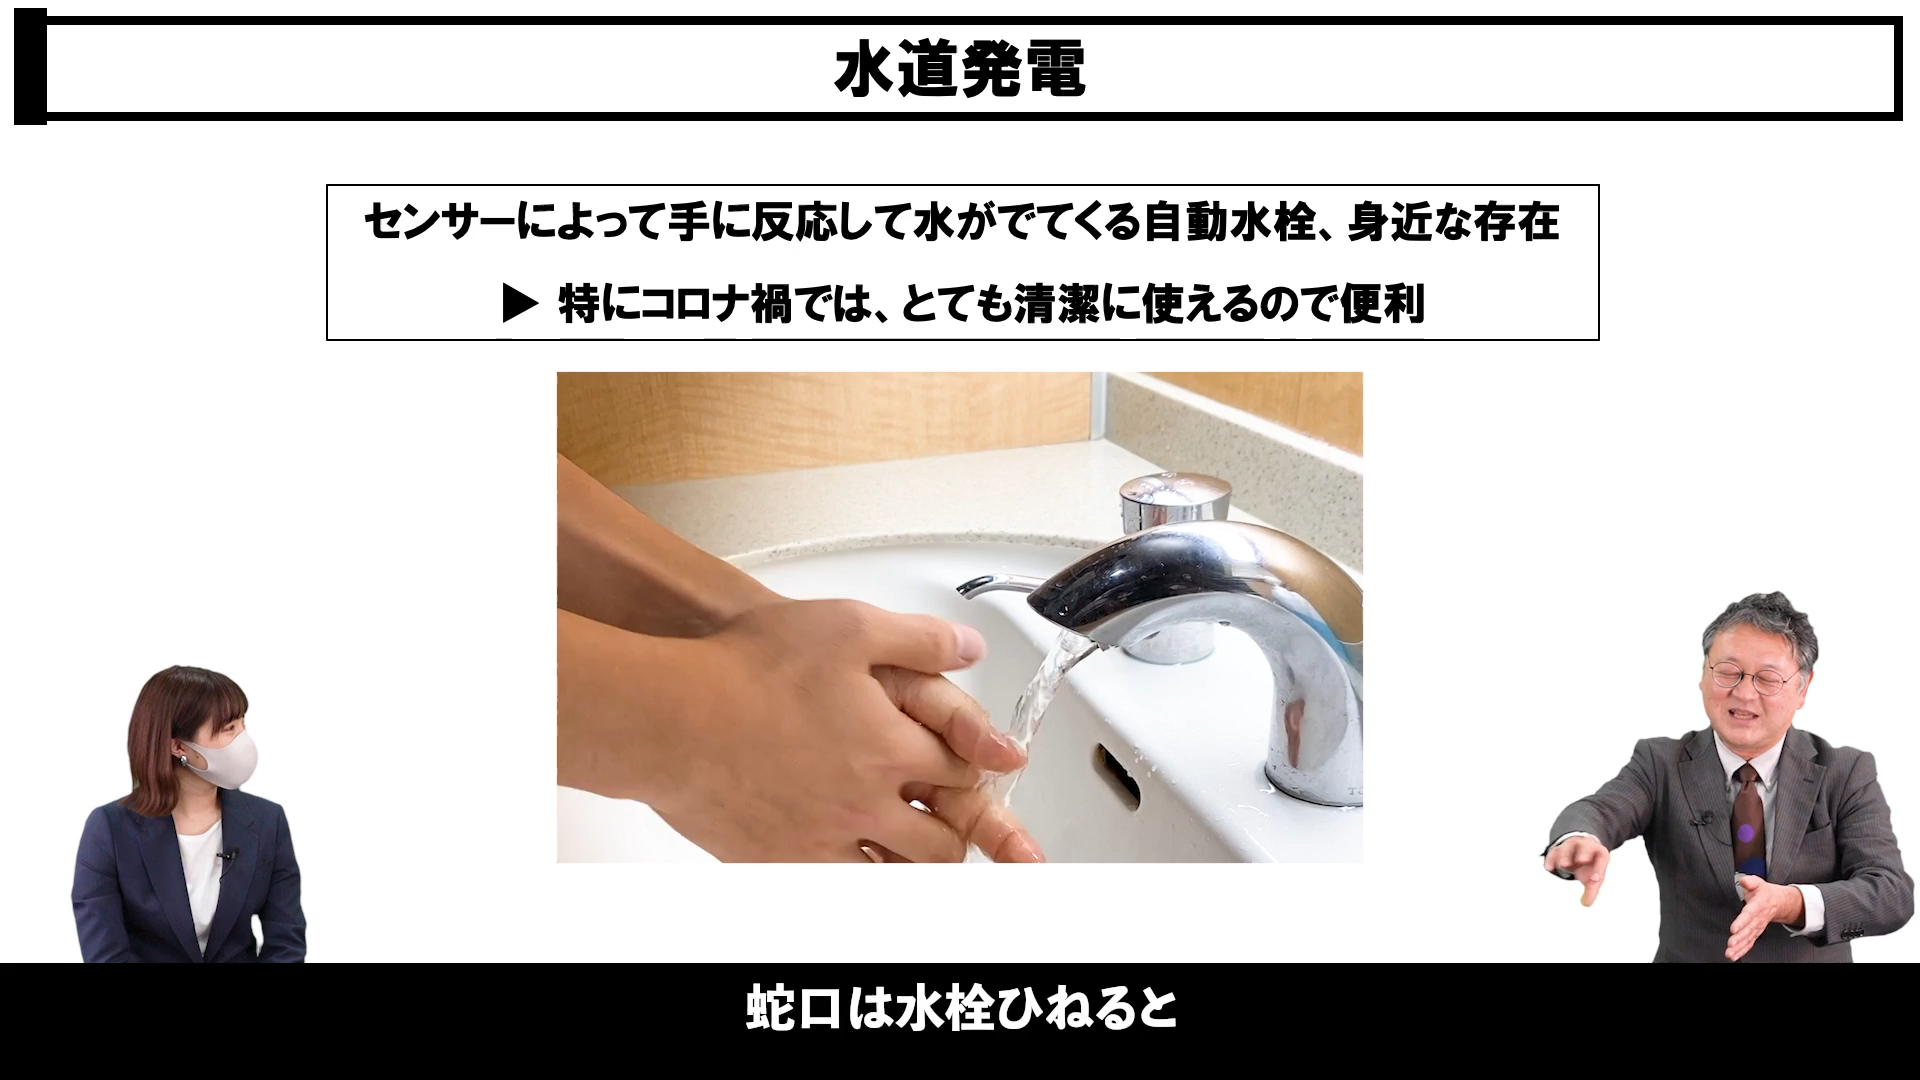 水道発電
センサーによって手に反応して水がでてくる自動水栓、身近な存在
▶ 特にコロナ禍では、とても清潔に使えるので便利
蛇口は水栓ひねると